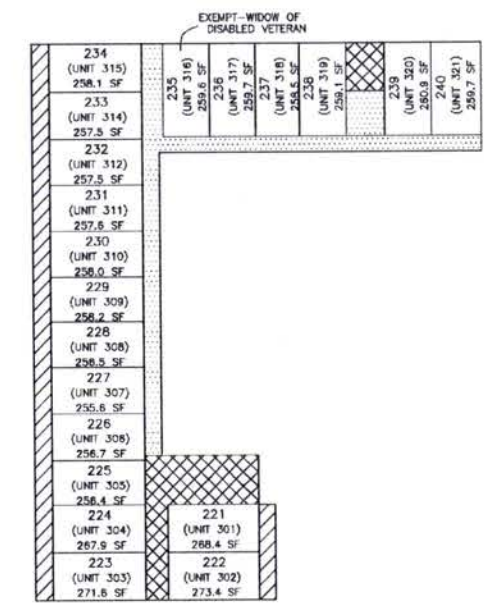 EXEMPT-WIDOW OF
DISABLED VETERAN
234
(UNIT 315)
258.1 SF
233
(UNIT 314)
257.5 SF
232
(UNIT 312)
257.5 SF
231
(UNIT 311)
257.6 SF
230
(UNIT 310)
258.0 SF
229
(UNIT 309)
258.2 SF
228
(UNIT 308)
256.5 SF
227
(UNIT 307)
255.6 SF
226
(UNIT 306)
256.7 SF
225
(UNIT 305)
256.4 SF
224
(UNIT 304)
267.9 SF
223
(UNIT 303)
271.6 SF
221
(UNIT 301)
268.4 SF
222
(UNIT 302)
273.4 SF
235
(UNIT 316)
259.6 SF
236
(UNIT 317)
259.7 SF
237
(UNIT 318)
258.5 SF
238
(UNIT 319)
259.1 SF
239
(UNIT 320)
260.9 SF
240
(UNIT 321)
259.7 SF